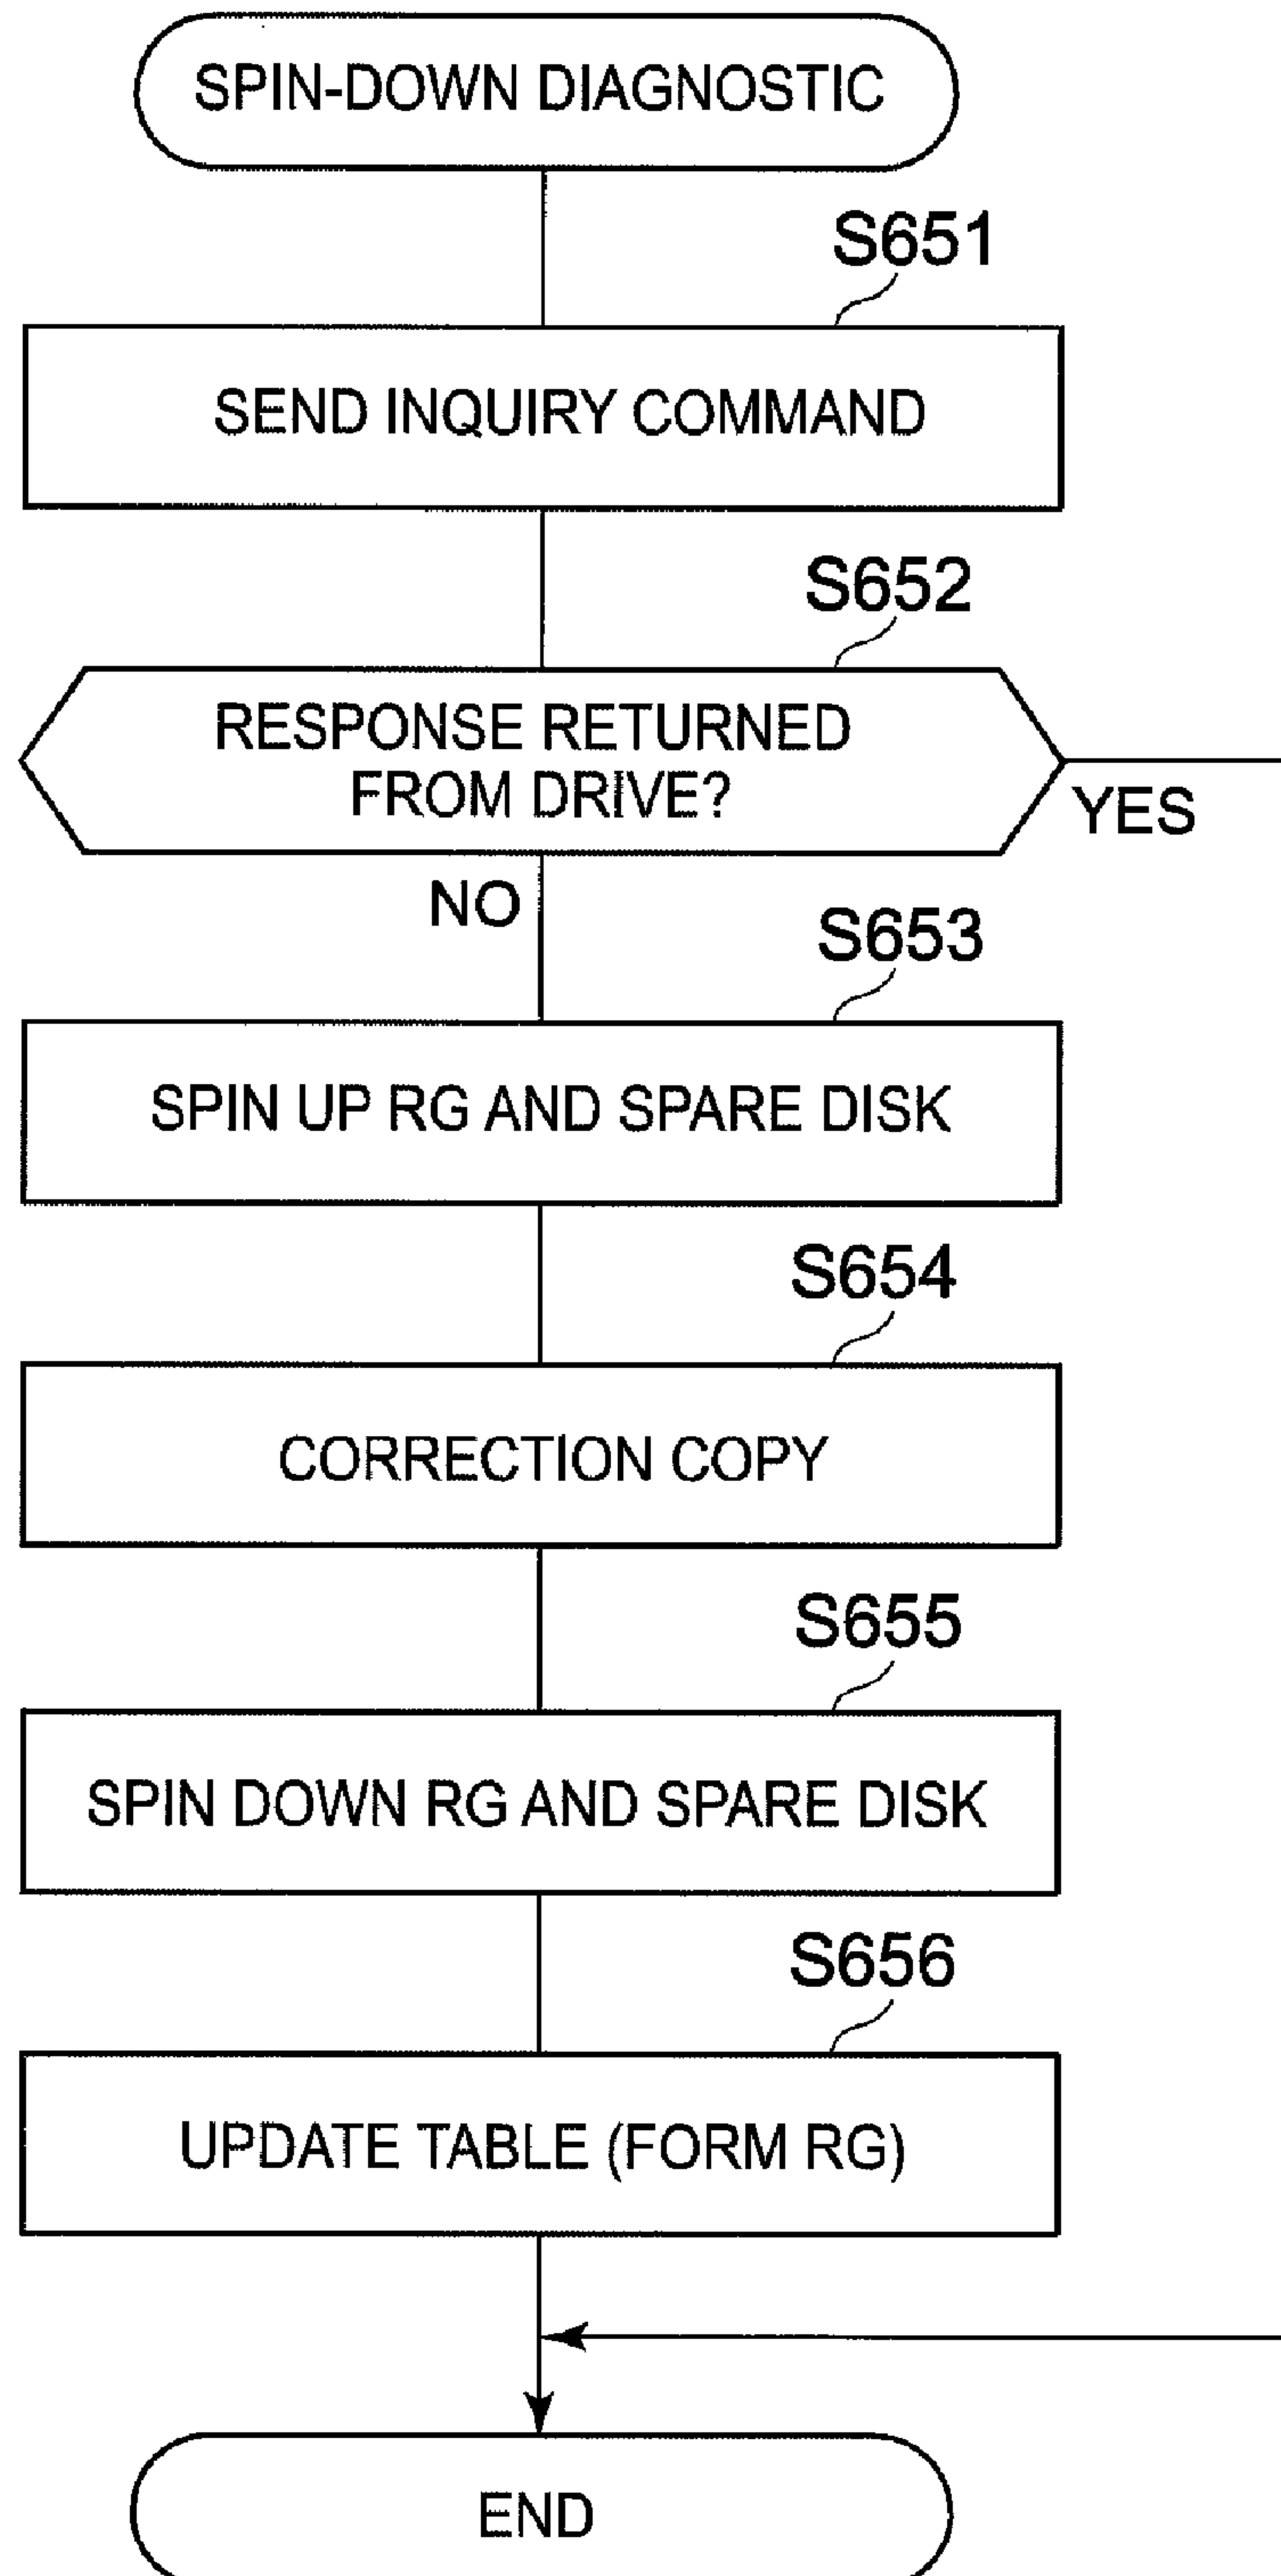 SPIN-DOWN DIAGNOSTIC
S651
SEND INQUIRY COMMAND
S652
RESPONSE RETURNED
FROM DRIVE?
YES
NO
S653
SPIN UP RG AND SPARE DISK
S654
CORRECTION COPY
S655
SPIN DOWN RG AND SPARE DISK
S656
UPDATE TABLE (FORM RG)
END